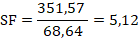 SF = 351,57 / 68,64 = 5,12